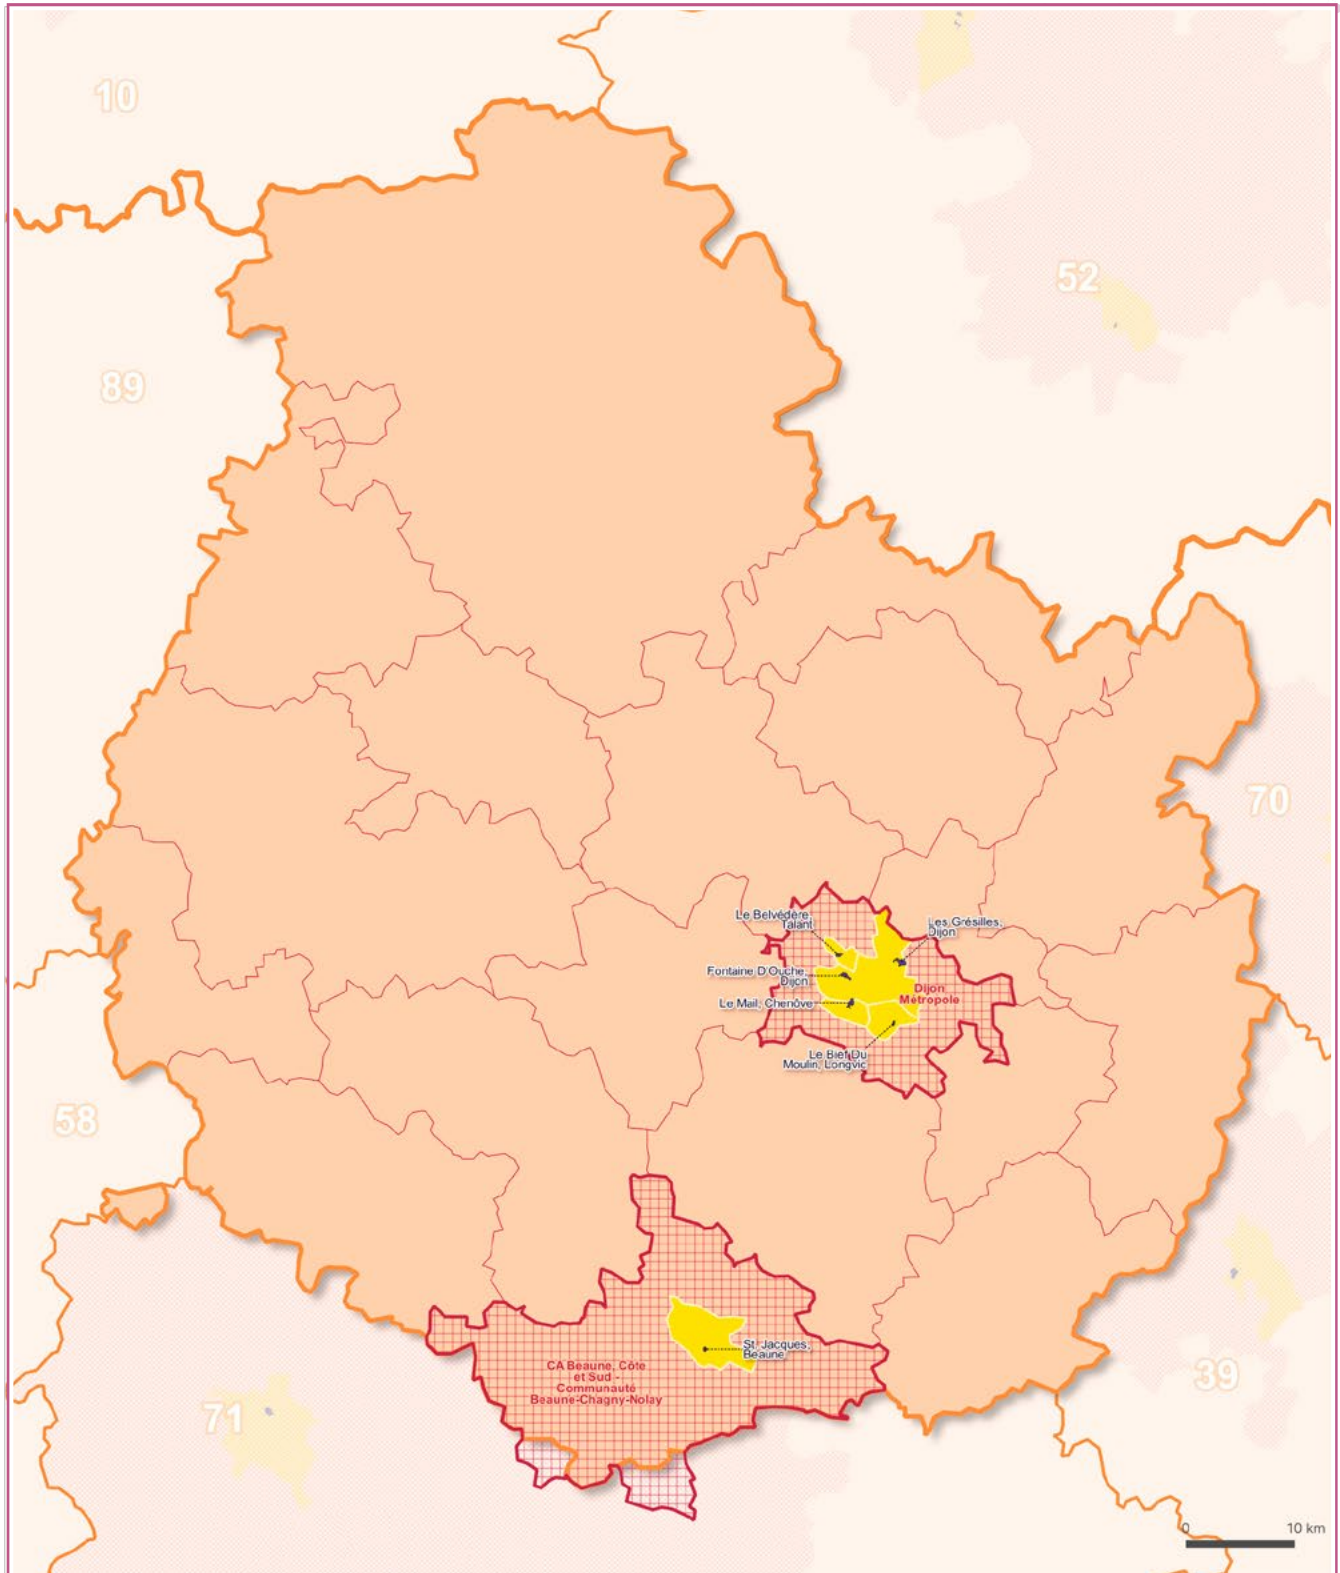 10
52
89
70
Le Belvédère,
Talant
Les Grésilles,
Dijon
Fontaine D'Ouche,
Dijon
Dijon
Métropole
Le Mail, Chenôve
Le Bief Du
Moulin, Longvic
58
St. Jacques,
Beaune
CA Beaune, Côte
et Sud -
Communauté
Beaune-Chagny-Nolay
39
71
0 10 km